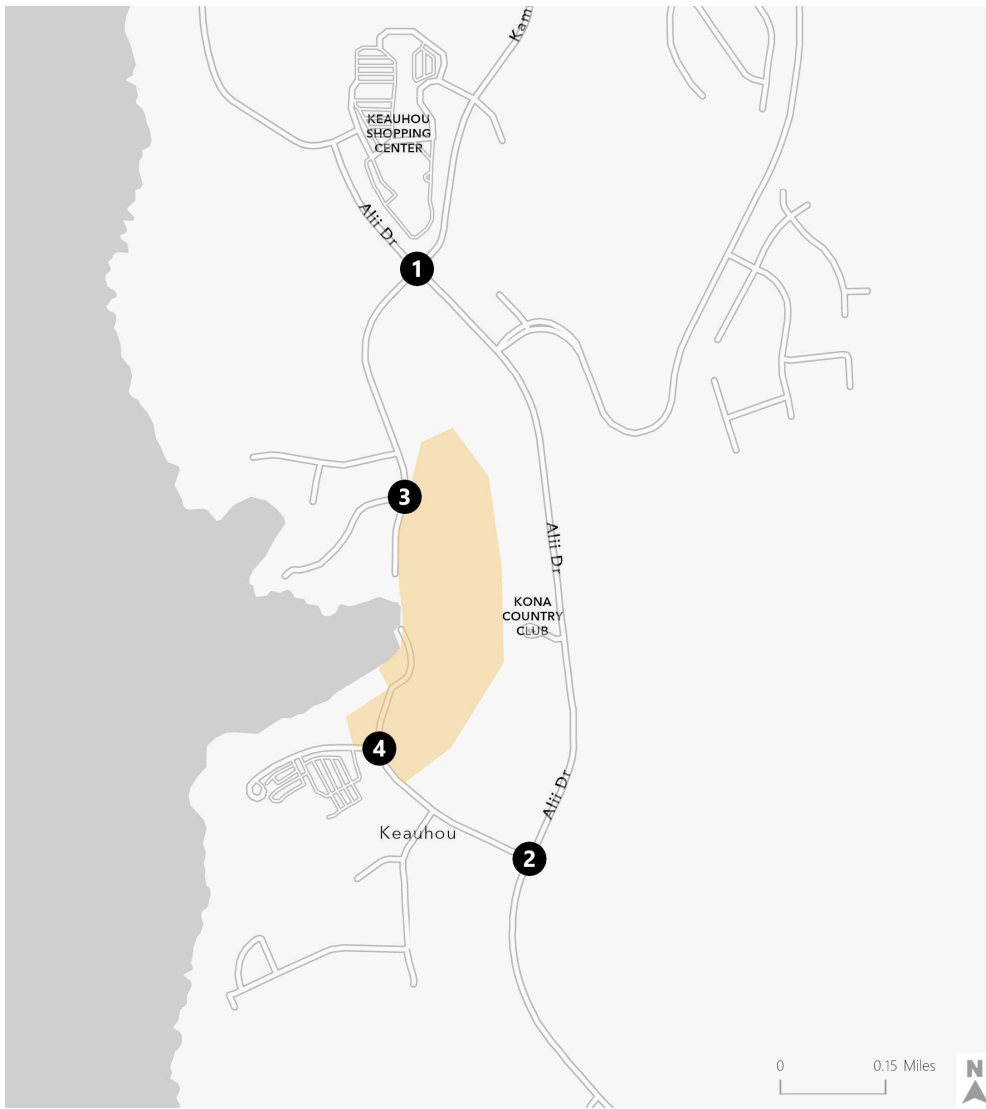 Kam
KEAUHOU
SHOPPING
CENTER
Alii Dr
1
3
Alii Dr
KONA
COUNTRY
CLUB
4
Alii Dr
Keauhou
2
0 0.15 Miles
N